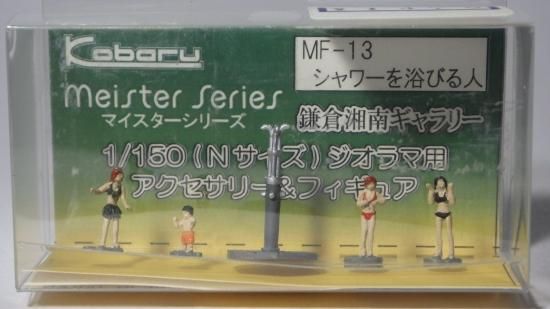 Kobaru
MF-13
シャワーを浴びる人
meister series
マイスターシリーズ
鎌倉湘南ギャラリー
1/150(Nサイズ)ジオラマ用
アクセサリー&フィギュア